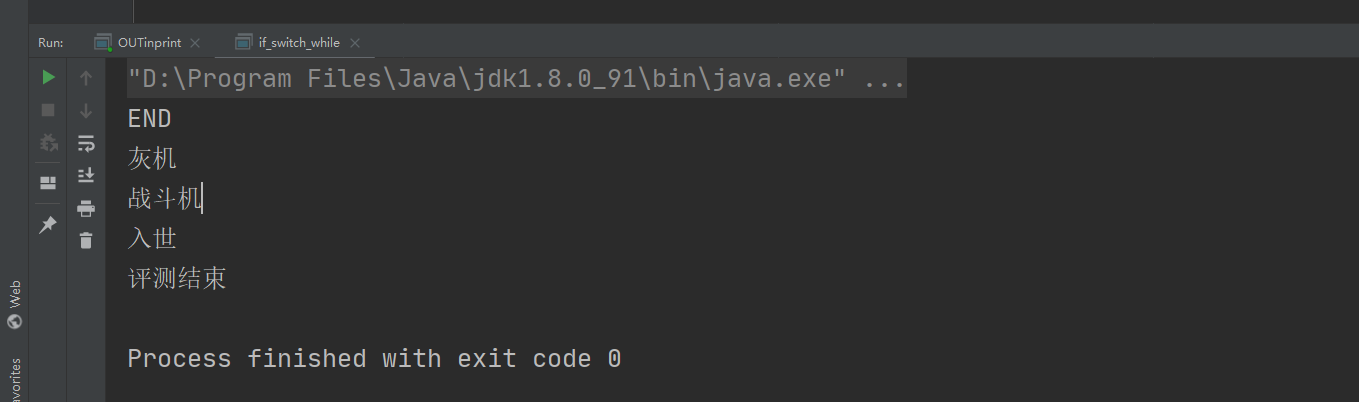 Run: OUTinprint if_switch_while
"D:\Program Files\Java\jdk1.8.0_91\bin\java.exe" ...
END
灰机
战斗机
入世
评测结束
Process finished with exit code 0
Web
avorites